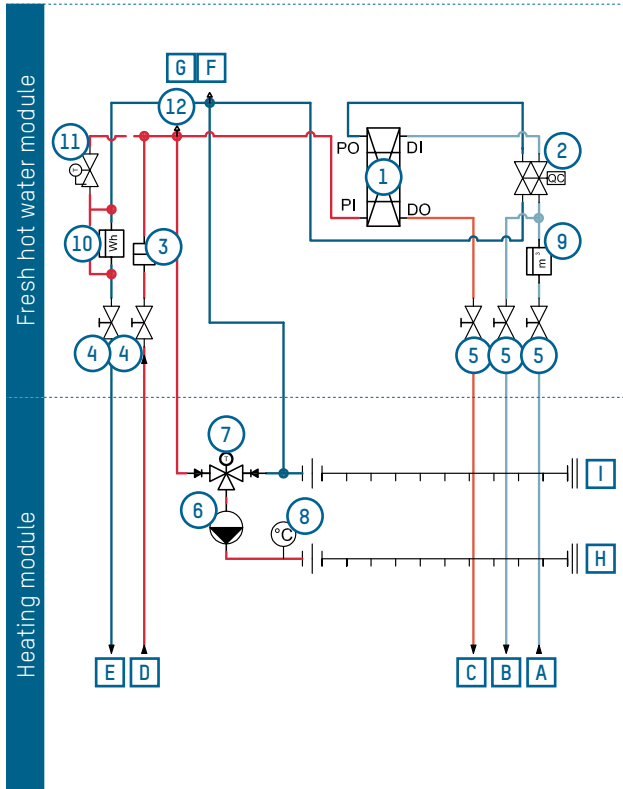 Fresh hot water module
Heating module
G F
12
11
PO DI
2
1
QC
PI DO
10 Wh 3
9
m³
4 4
5 5 5
7
T
I
6 8
°C
H
E D C B A
T